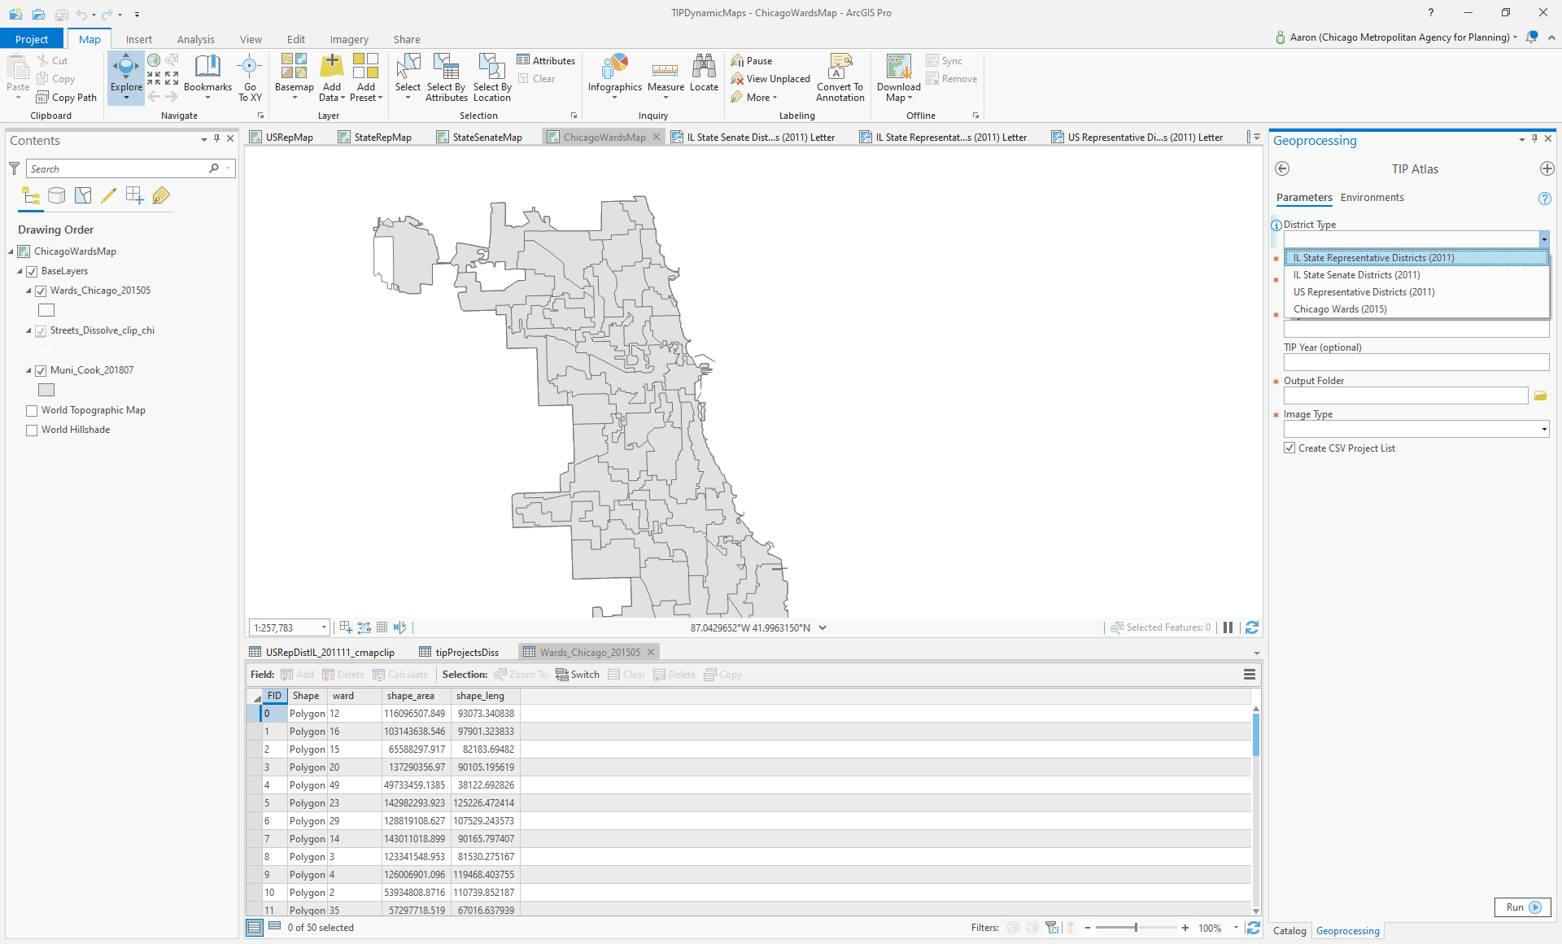 TIPDynamicMaps - ChicagoWardsMap - ArcGIS Pro
?
Project
Map
Insert
Analysis
View
Edit
Imagery
Share
Aaron (Chicago Metropolitan Agency for Planning)
Paste
Cut
Copy
Copy Path
Clipboard
Explore
Bookmarks
Go To XY
Navigate
Basemap
Add Data
Add Preset
Layer
Select
Select By Attributes
Select By Location
Attributes
Clear
Selection
Infographics
Measure
Locate
Inquiry
Pause
View Unplaced
More
Convert To Annotation
Labeling
Download Map
Sync
Remove
Offline
Contents
Search
Drawing Order
ChicagoWardsMap
BaseLayers
Wards_Chicago_201505
Streets_Dissolve_clip_chi
Muni_Cook_201807
World Topographic Map
World Hillshade
USRepMap
StateRepMap
StateSenateMap
ChicagoWardsMap
IL State Senate Dist...s (2011) Letter
IL State Representat...s (2011) Letter
US Representative Di...s (2011) Letter
1:257,783
87.0429652°W 41.9963150°N
Selected Features: 0
USRepDistIL_201111_cmapclip
tipProjectsDiss
Wards_Chicago_201505
Field: Add Delete Calculate Selection: Zoom To Switch Clear Delete Copy
FID Shape ward shape_area shape_leng
0 Polygon 12 116096507.849 93073.340838
1 Polygon 16 103143638.546 97901.323833
2 Polygon 15 65588297.917 82183.69482
3 Polygon 20 137290356.97 90105.195619
4 Polygon 49 49733459.1385 38122.692826
5 Polygon 23 142982293.923 125226.472414
6 Polygon 29 128819108.627 107529.243573
7 Polygon 14 143011018.899 90165.797407
8 Polygon 3 123341548.953 81530.275167
9 Polygon 4 126006901.096 119468.403755
10 Polygon 2 53934808.8716 110739.852187
11 Polygon 35 57297718.519 67016.637939
0 of 50 selected
Filters:
100%
Geoprocessing
TIP Atlas
Parameters
Environments
?
District Type
IL State Representative Districts (2011)
IL State Senate Districts (2011)
US Representative Districts (2011)
Chicago Wards (2015)
TIP Year (optional)
Output Folder
Image Type
Create CSV Project List
Run
Catalog
Geoprocessing